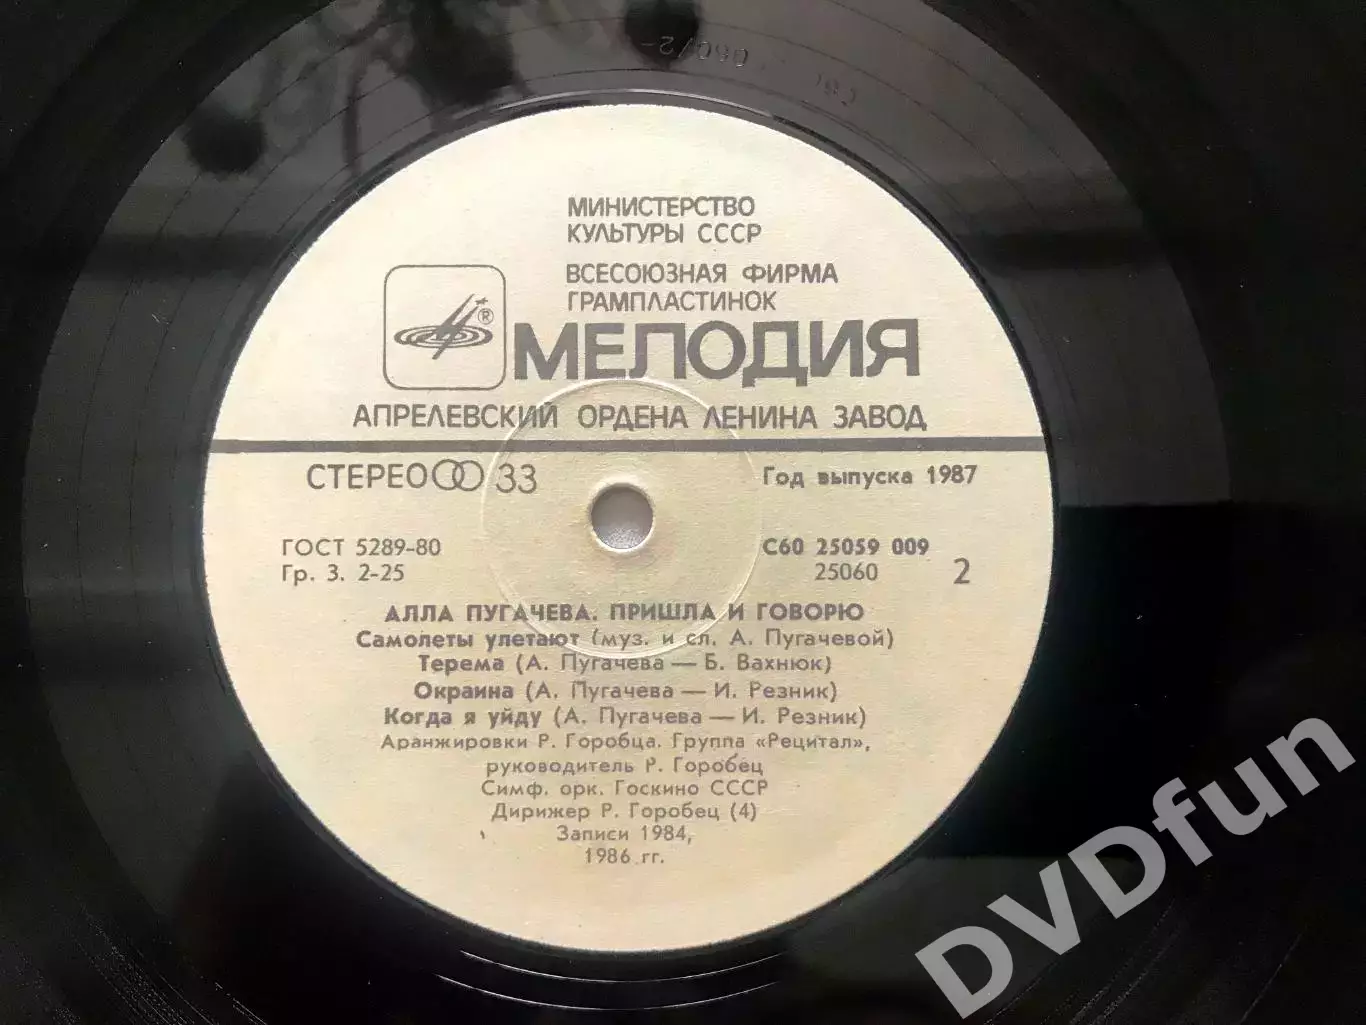 МИНИСТЕРСТВО
КУЛЬТУРЫ СССР
ВСЕСОЮЗНАЯ ФИРМА
ГРАМПЛАСТИНОК
®
МЕЛОДИЯ
АПРЕЛЕВСКИЙ ОРДЕНА ЛЕНИНА ЗАВОД
СТЕРЕО 33
Год выпуска 1987
ГОСТ 5289-80
Гр. 3. 2-25
С60 25059 009
25060
2
АЛЛА ПУГАЧЕВА. ПРИШЛА И ГОВОРЮ
Самолеты улетают (муз. и сл. А. Пугачевой)
Терема (А. Пугачева — Б. Вахнюк)
Окраина (А. Пугачева — И. Резник)
Когда я уйду (А. Пугачева — И. Резник)
Аранжировки Р. Горобца. Группа «Рецитал»,
руководитель Р. Горобец
Симф. орк. Госкино СССР
Дирижер Р. Горобец (4)
Записи 1984,
1986 гг.
DVDfun